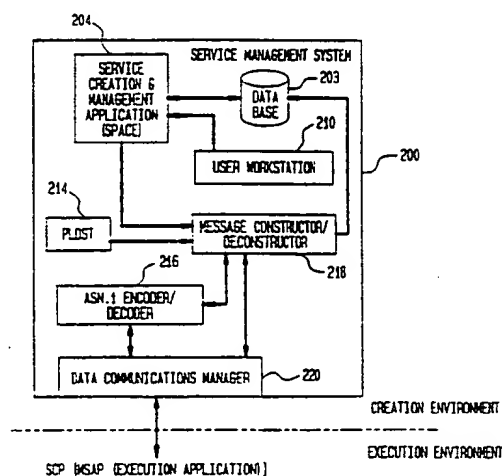 204
SERVICE MANAGEMENT SYSTEM
SERVICE
CREATION &
MANAGEMENT
APPLICATION
(SPACE)
203
DATA
BASE
210
USER WORKSTATION
200
214
PLDST
MESSAGE CONSTRUCTOR/
DECONSTRUCTOR
216
218
ASN.1 ENCODER/
DECODER
DATA COMMUNICATIONS MANAGER
220
CREATION ENVIRONMENT
EXECUTION ENVIRONMENT
SCP [MSAP (EXECUTION APPLICATION)]